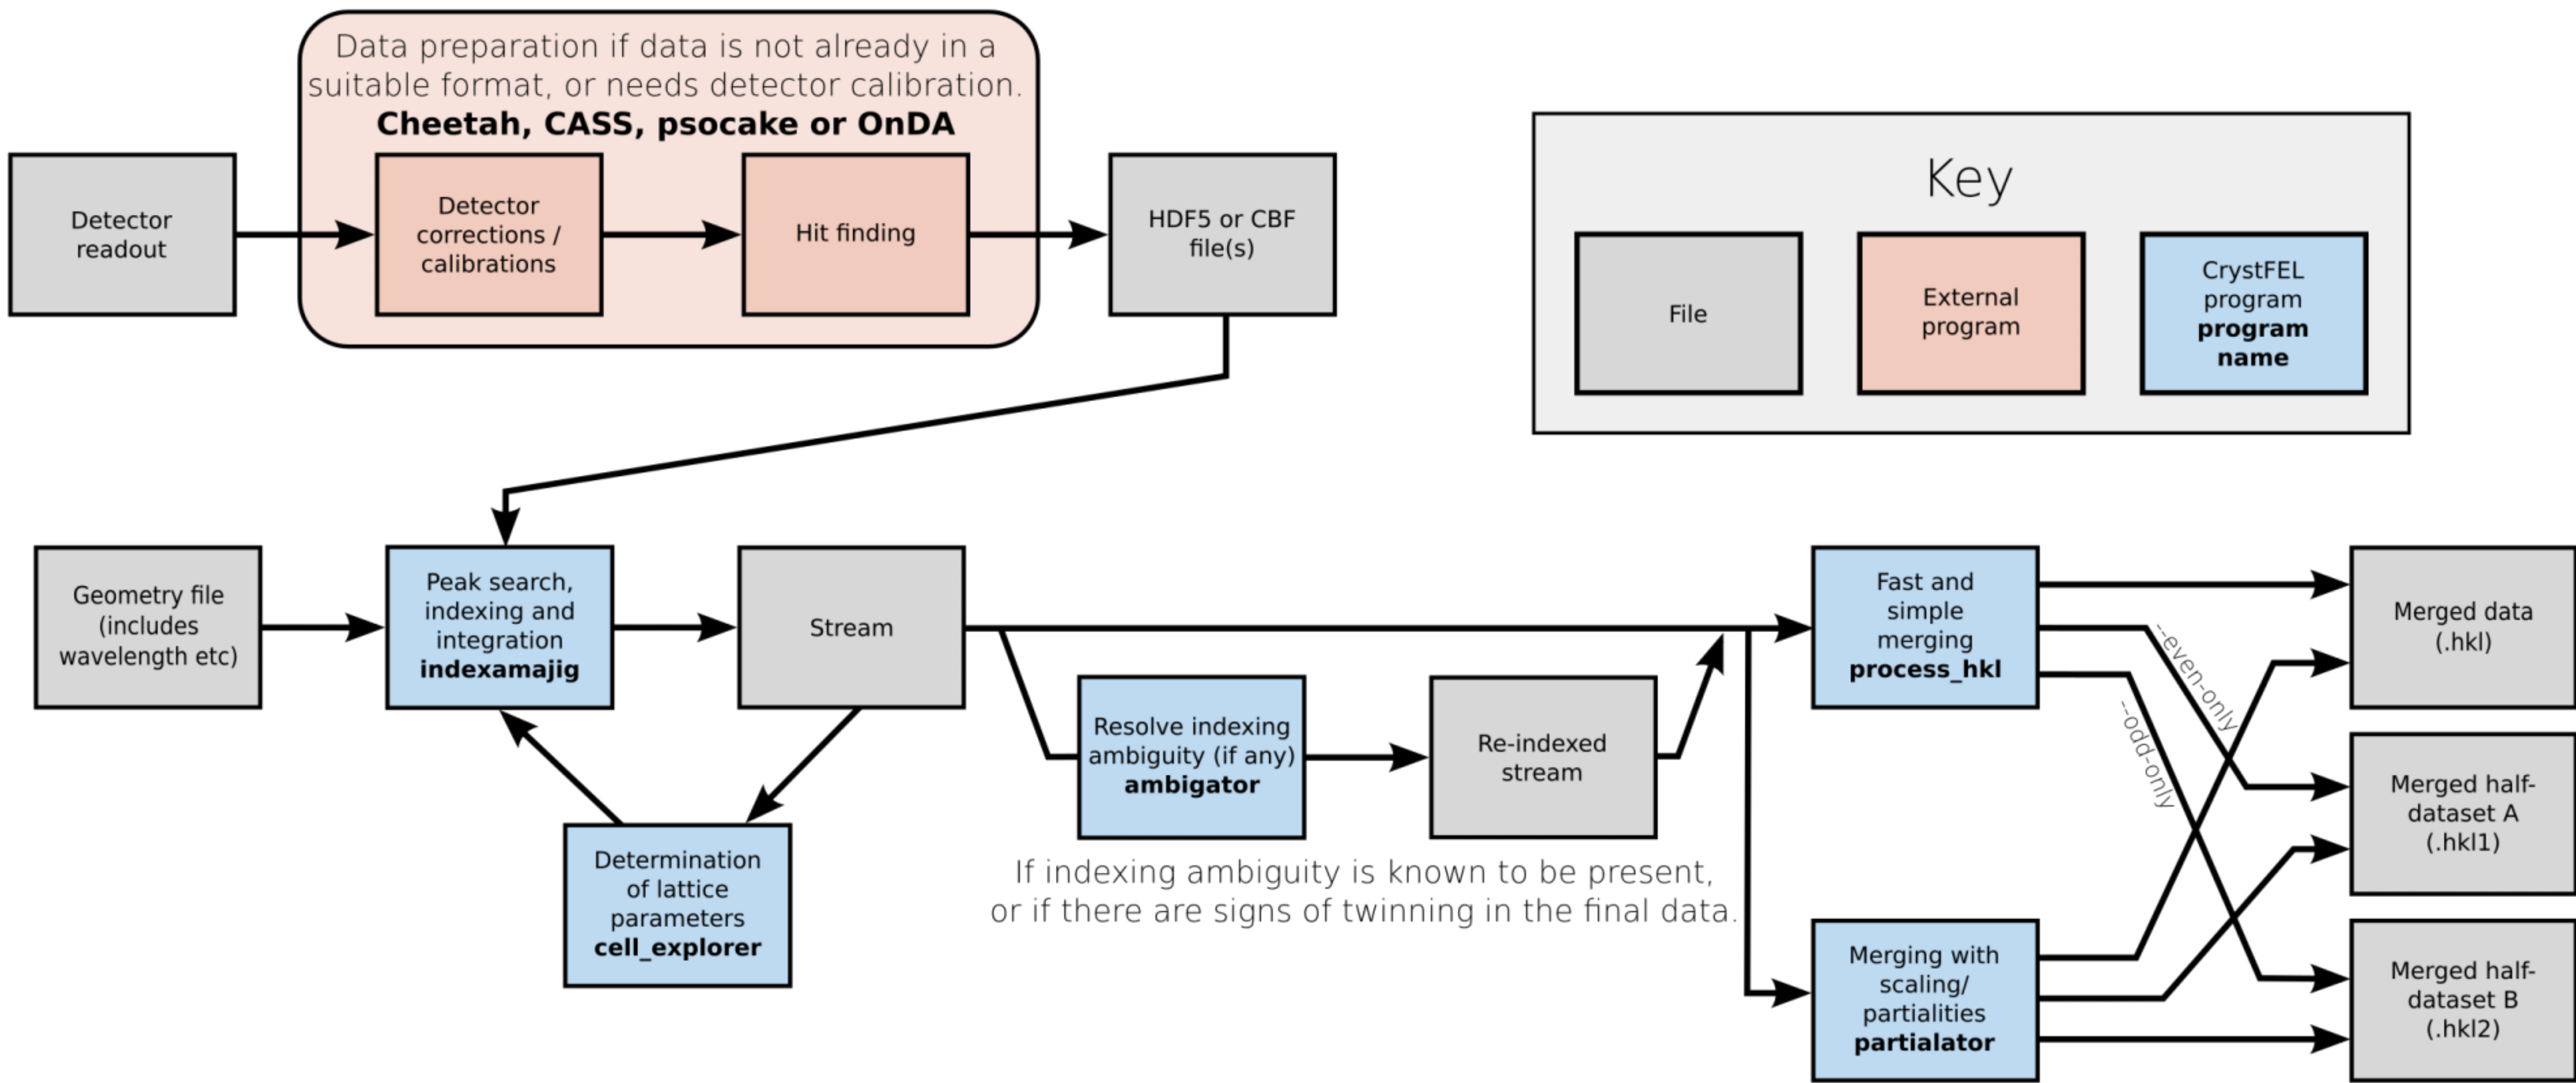 Data preparation if data is not already in a
suitable format, or needs detector calibration.
Cheetah, CASS, psocake or OnDA
Detector
readout
Detector
corrections /
calibrations
Hit finding
HDF5 or CBF
file(s)
Key
File
External
program
CrystFEL
program
program
name
Geometry file
(includes
wavelength etc)
Peak search,
indexing and
integration
indexamajig
Stream
Determination
of lattice
parameters
cell_explorer
Resolve indexing
ambiguity (if any)
ambigator
Re-indexed
stream
If indexing ambiguity is known to be present,
or if there are signs of twinning in the final data.
Fast and
simple
merging
process_hkl
--even-only
--odd-only
Merging with
scaling/
partialities
partialator
Merged data
(.hkl)
Merged half-
dataset A
(.hkl1)
Merged half-
dataset B
(.hkl2)